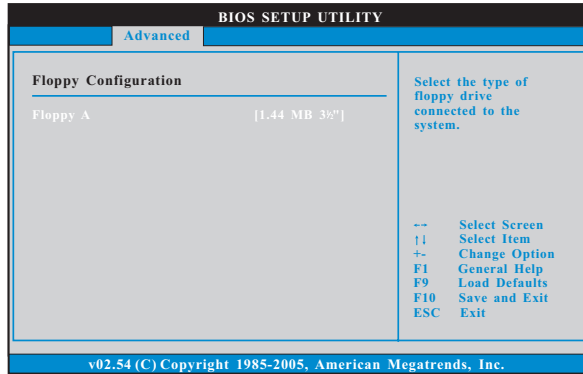 BIOS SETUP UTILITY
Advanced
Floppy Configuration
Floppy A [1.44 MB 3½"]
Select the type of
floppy drive
connected to the
system.
←→ Select Screen
↑↓ Select Item
+- Change Option
F1 General Help
F9 Load Defaults
F10 Save and Exit
ESC Exit
v02.54 (C) Copyright 1985-2005, American Megatrends, Inc.